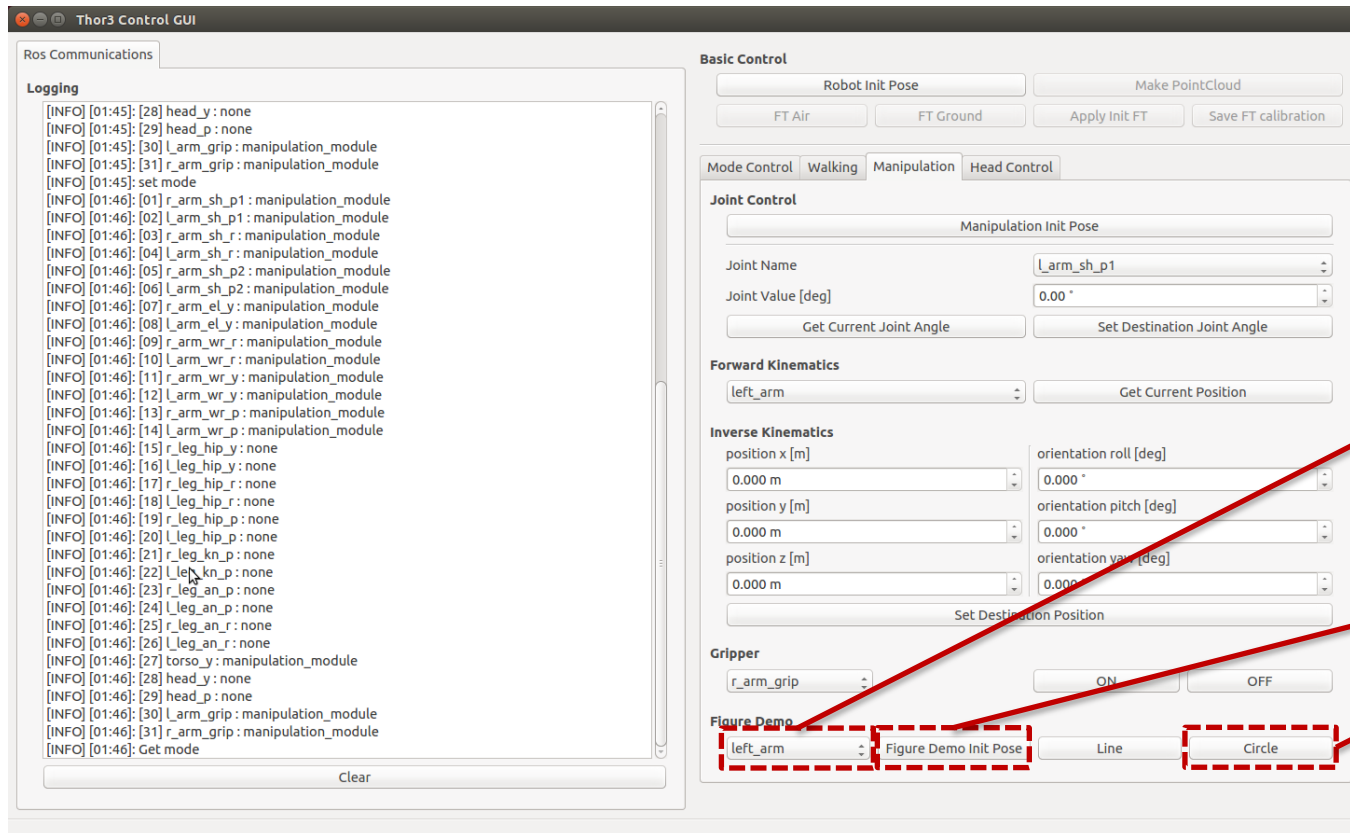 Thor3 Control GUI
Ros Communications
Logging
[INFO] [01:45]: [28] head_y : none
[INFO] [01:45]: [29] head_p : none
[INFO] [01:45]: [30] l_arm_grip : manipulation_module
[INFO] [01:45]: [31] r_arm_grip : manipulation_module
[INFO] [01:45]: set mode
[INFO] [01:46]: [01] r_arm_sh_p1 : manipulation_module
[INFO] [01:46]: [02] l_arm_sh_p1 : manipulation_module
[INFO] [01:46]: [03] r_arm_sh_r : manipulation_module
[INFO] [01:46]: [04] l_arm_sh_r : manipulation_module
[INFO] [01:46]: [05] r_arm_sh_p2 : manipulation_module
[INFO] [01:46]: [06] l_arm_sh_p2 : manipulation_module
[INFO] [01:46]: [07] r_arm_el_y : manipulation_module
[INFO] [01:46]: [08] l_arm_el_y : manipulation_module
[INFO] [01:46]: [09] r_arm_wr_r : manipulation_module
[INFO] [01:46]: [10] l_arm_wr_r : manipulation_module
[INFO] [01:46]: [11] r_arm_wr_y : manipulation_module
[INFO] [01:46]: [12] l_arm_wr_y : manipulation_module
[INFO] [01:46]: [13] r_arm_wr_p : manipulation_module
[INFO] [01:46]: [14] l_arm_wr_p : manipulation_module
[INFO] [01:46]: [15] r_leg_hip_y : none
[INFO] [01:46]: [16] l_leg_hip_y : none
[INFO] [01:46]: [17] r_leg_hip_r : none
[INFO] [01:46]: [18] l_leg_hip_r : none
[INFO] [01:46]: [19] r_leg_hip_p : none
[INFO] [01:46]: [20] l_leg_hip_p : none
[INFO] [01:46]: [21] r_leg_kn_p : none
[INFO] [01:46]: [22] l_leg_kn_p : none
[INFO] [01:46]: [23] r_leg_an_p : none
[INFO] [01:46]: [24] l_leg_an_p : none
[INFO] [01:46]: [25] r_leg_an_r : none
[INFO] [01:46]: [26] l_leg_an_r : none
[INFO] [01:46]: [27] torso_y : manipulation_module
[INFO] [01:46]: [28] head_y : none
[INFO] [01:46]: [29] head_p : none
[INFO] [01:46]: [30] l_arm_grip : manipulation_module
[INFO] [01:46]: [31] r_arm_grip : manipulation_module
[INFO] [01:46]: Get mode
Clear
Basic Control
Robot Init Pose Make PointCloud
FT Air FT Ground Apply Init FT Save FT calibration
Mode Control Walking Manipulation Head Control
Joint Control
Manipulation Init Pose
Joint Name l_arm_sh_p1
Joint Value [deg] 0.00 °
Get Current Joint Angle Set Destination Joint Angle
Forward Kinematics
left_arm Get Current Position
Inverse Kinematics
position x [m] orientation roll [deg]
0.000 m 0.000 °
position y [m] orientation pitch [deg]
0.000 m 0.000 °
position z [m] orientation yaw [deg]
0.000 m 0.000
Set Destination Position
Gripper
r_arm_grip ON OFF
Figure Demo
left_arm Figure Demo Init Pose Line Circle